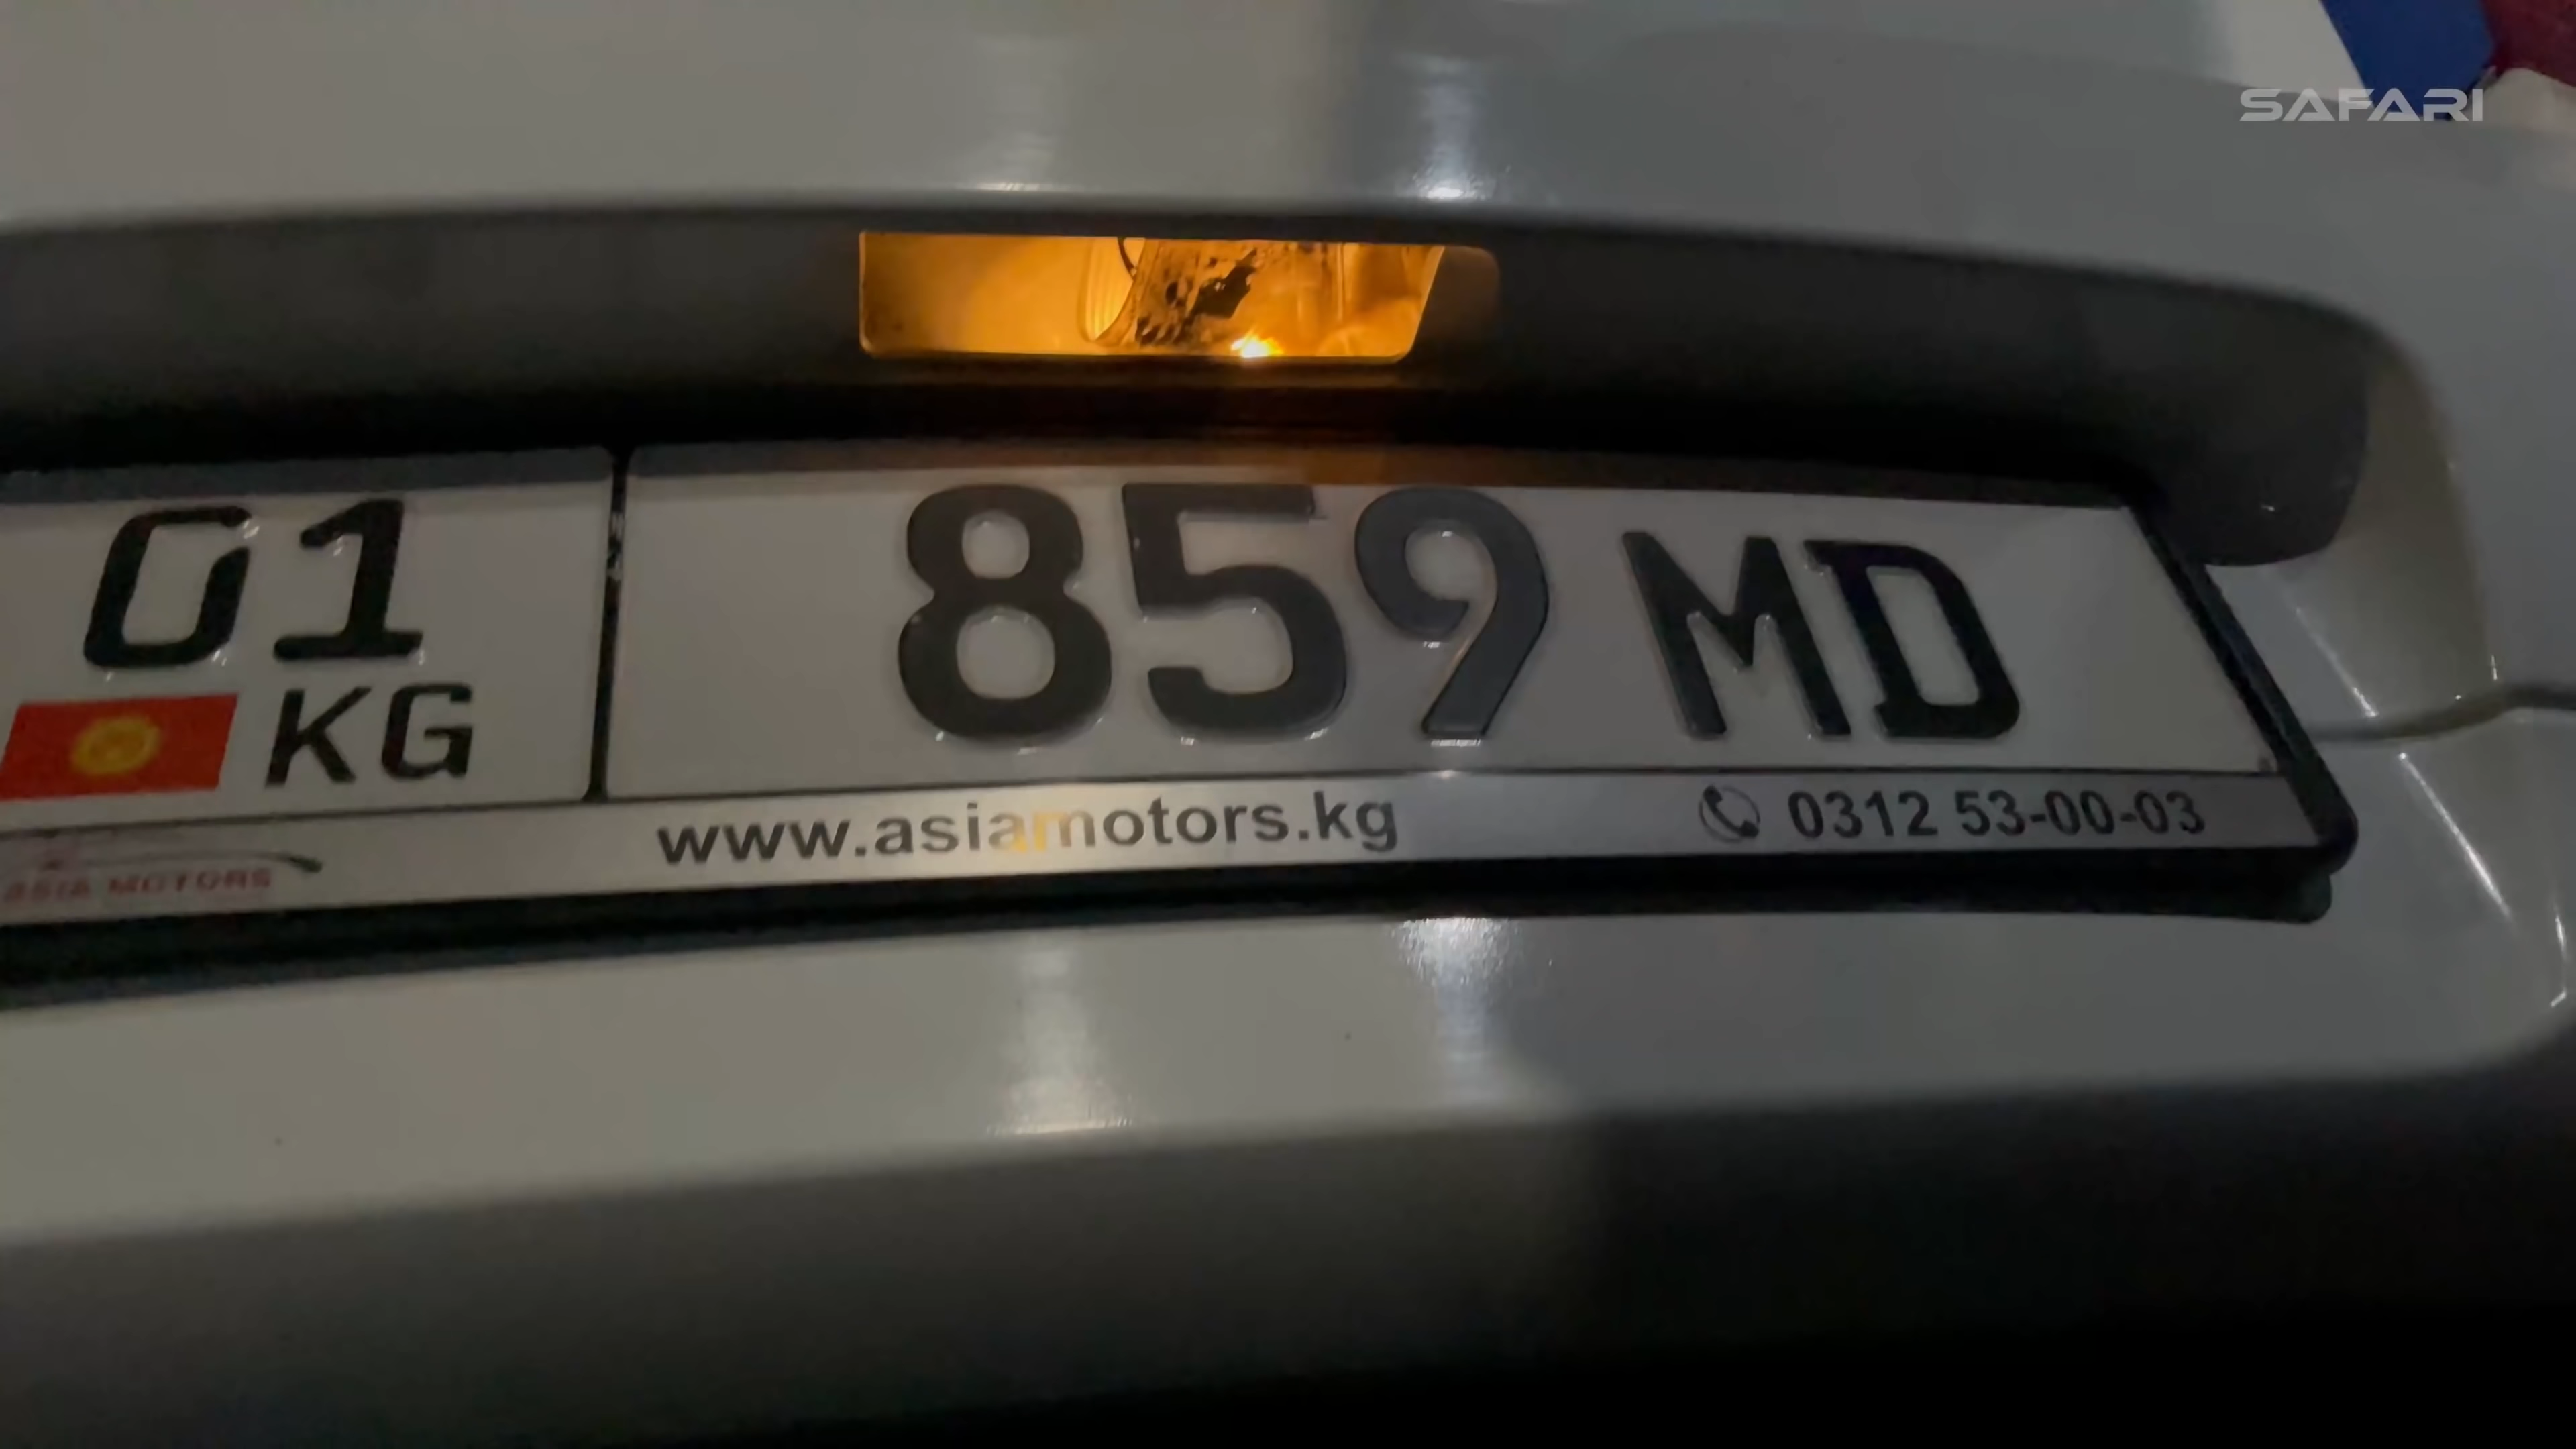 SAFARI
01
KG
859 MD
ASIA MOTORS
www.asiamotors.kg
0312 53-00-03